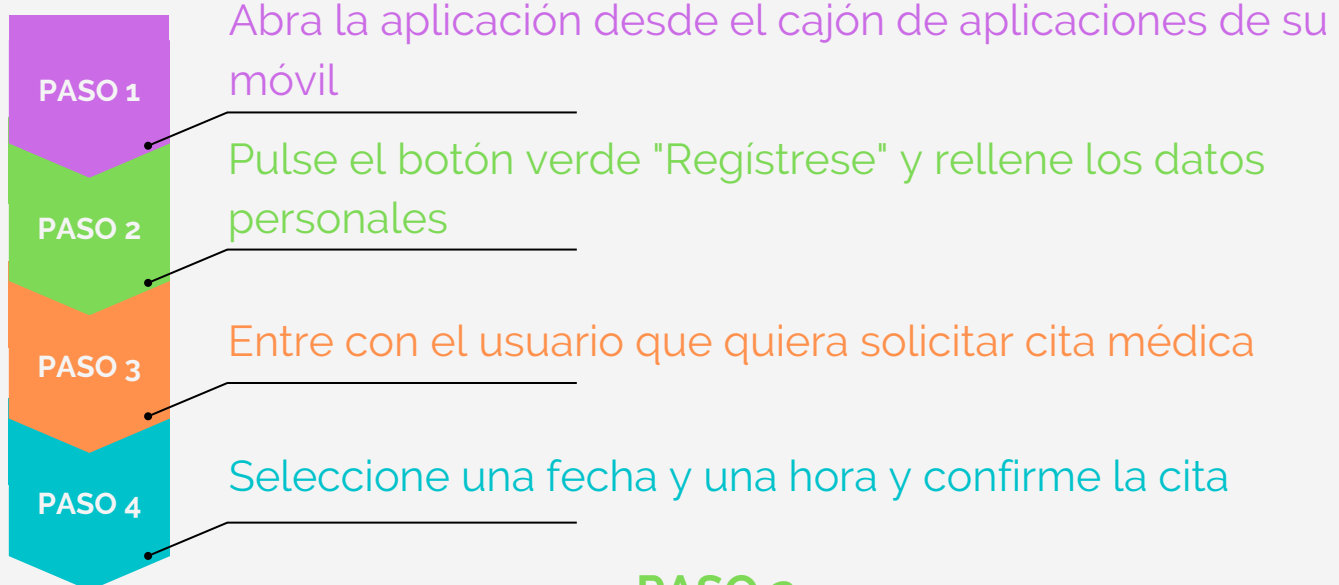 PASO 1
Abra la aplicación desde el cajón de aplicaciones de su
móvil
PASO 2
Pulse el botón verde "Regístrese" y rellene los datos
personales
PASO 3
Entre con el usuario que quiera solicitar cita médica
PASO 4
Seleccione una fecha y una hora y confirme la cita
PASO